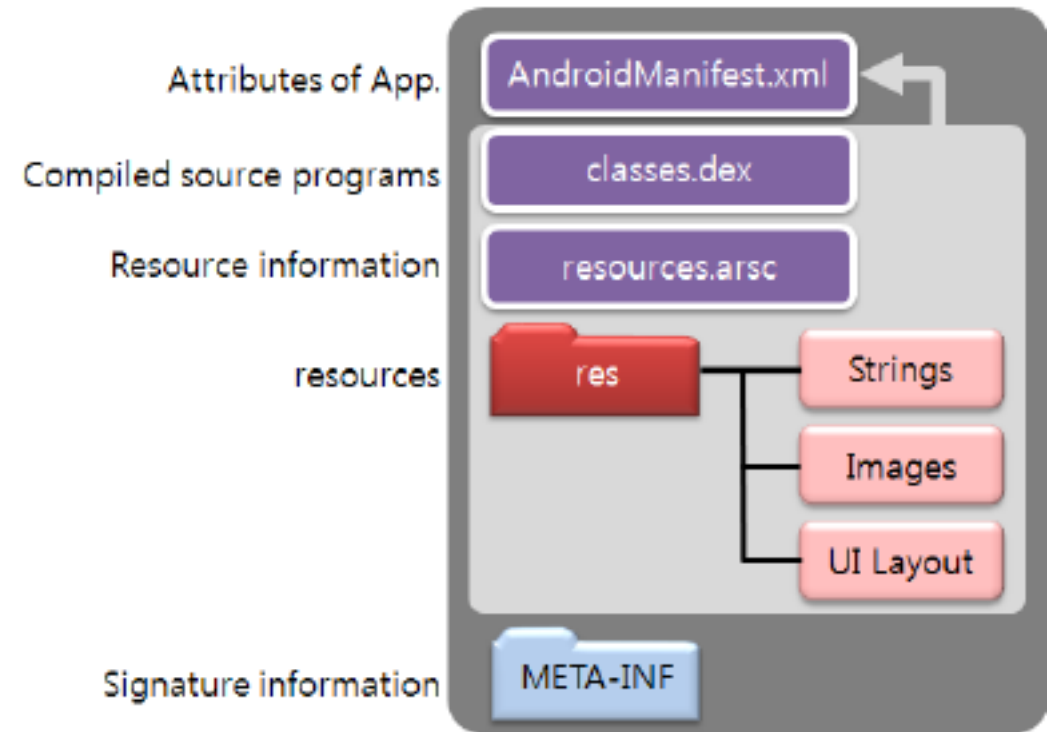 Attributes of App.
AndroidManifest.xml
Compiled source programs
classes.dex
Resource information
resources.arsc
resources
res
Strings
Images
UI Layout
Signature information
META-INF